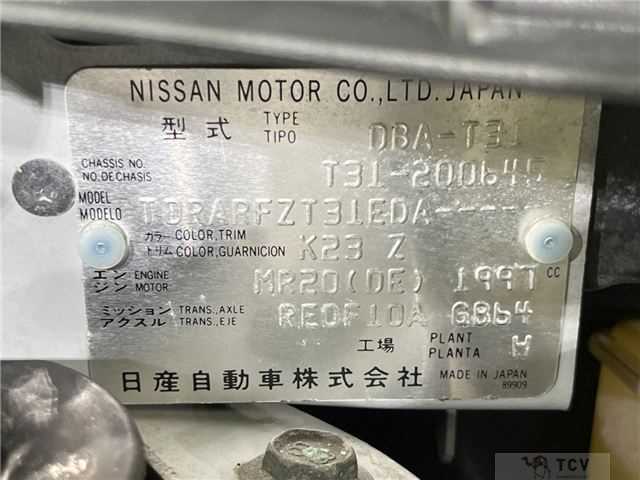 NISSAN MOTOR CO.,LTD.JAPAN
型式 TYPE TIPO DBA-T31
CHASSIS NO. NO.DE CHASIS T31-200645
MODEL MODELO TDRARFZT31EDA-----
カラー COLOR,TRIM トリム COLOR,GUARNICION K23 Z
エンジン ENGINE MOTOR MR20(DE) 1997 CC
ミッション TRANS.,AXLE アクスル TRANS.,EJE RE0F10A GB64
工場 PLANT PLANTA W
日産自動車株式会社 MADE IN JAPAN
89909
TCV